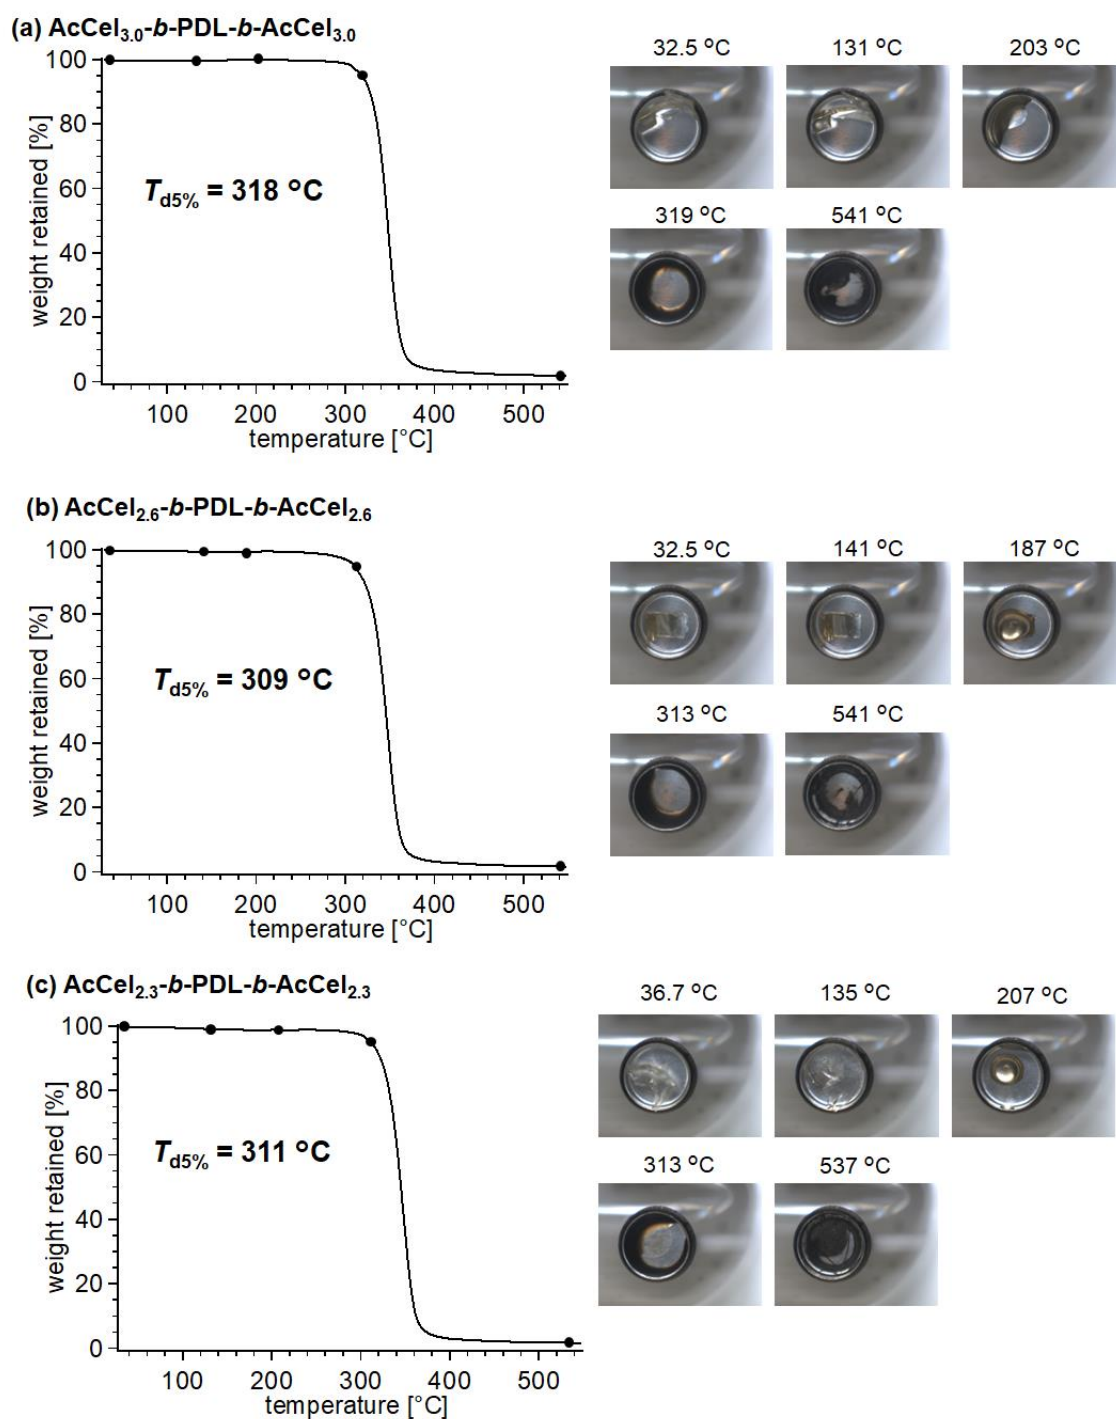 (a) AcCel3.0-b-PDL-b-AcCel3.0
100
80
60
40
20
0
weight retained [%]
Td5% = 318 °C
100 200 300 400 500
temperature [°C]
32.5 °C 131 °C 203 °C
319 °C 541 °C
(b) AcCel2.6-b-PDL-b-AcCel2.6
100
80
60
40
20
0
weight retained [%]
Td5% = 309 °C
100 200 300 400 500
temperature [°C]
32.5 °C 141 °C 187 °C
313 °C 541 °C
(c) AcCel2.3-b-PDL-b-AcCel2.3
100
80
60
40
20
0
weight retained [%]
Td5% = 311 °C
100 200 300 400 500
temperature [°C]
36.7 °C 135 °C 207 °C
313 °C 537 °C